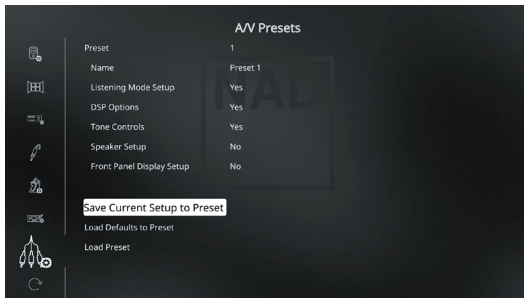 A/V Presets
Preset 1
Name Preset 1
Listening Mode Setup Yes
DSP Options Yes
Tone Controls Yes
Speaker Setup No
Front Panel Display Setup No
NAD
Save Current Setup to Preset
Load Defaults to Preset
Load Preset